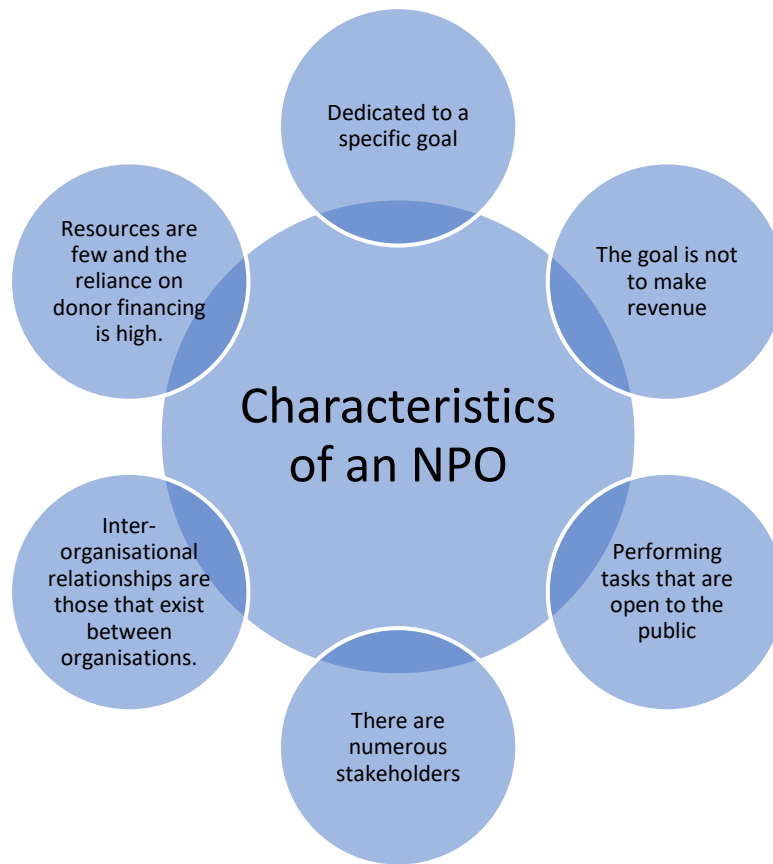 Dedicated to a
specific goal
The goal is not
to make
revenue
Performing
tasks that are
open to the
public
There are
numerous
stakeholders
Inter-
organisational
relationships are
those that exist
between
organisations.
Resources are
few and the
reliance on
donor financing
is high.
Characteristics
of an NPO